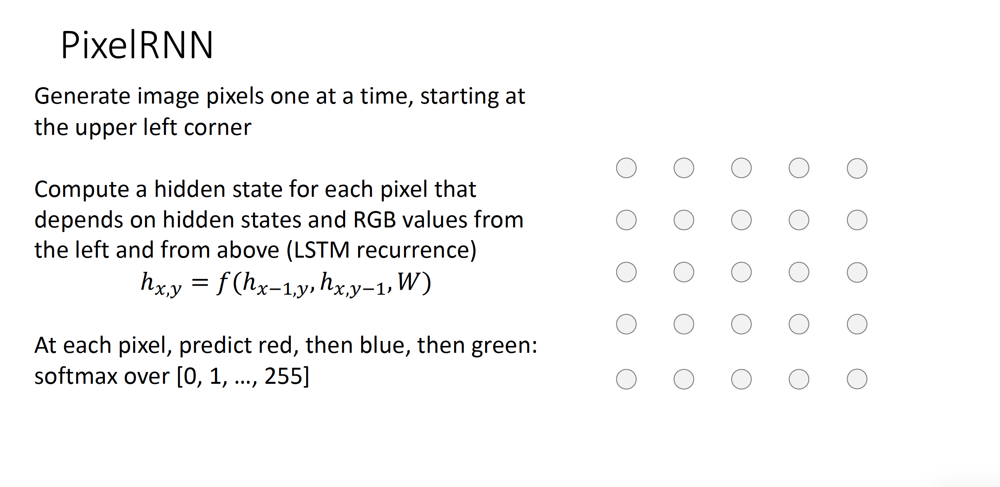 PixelRNN
Generate image pixels one at a time, starting at
the upper left corner
Compute a hidden state for each pixel that
depends on hidden states and RGB values from
the left and from above (LSTM recurrence)
$h_{x,y} = f(h_{x-1,y}, h_{x,y-1}, W)$
At each pixel, predict red, then blue, then green:
softmax over [0, 1, …, 255]